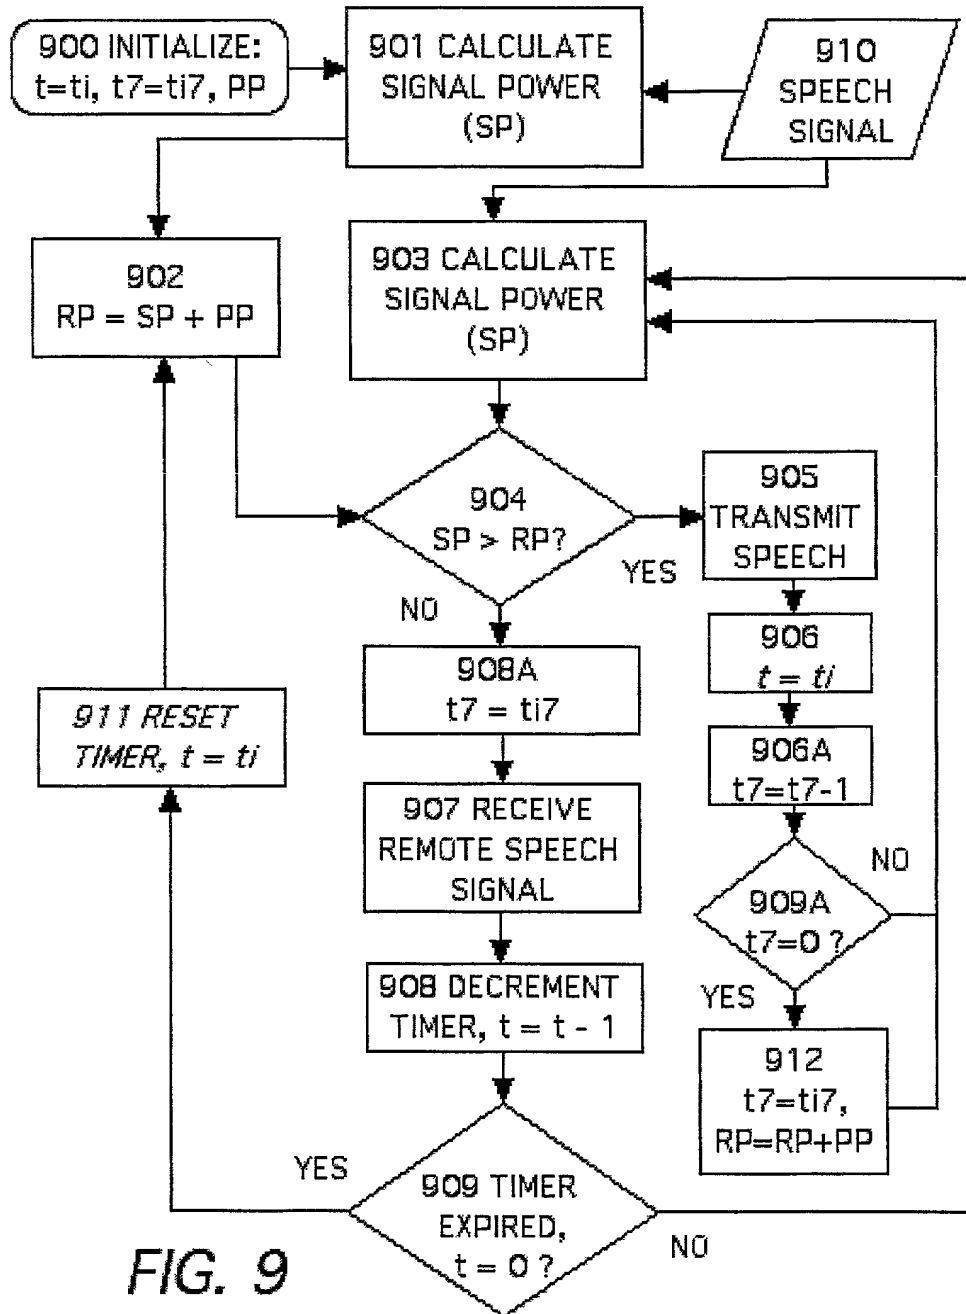 900 INITIALIZE:
t=ti, t7=ti7, PP
901 CALCULATE
SIGNAL POWER
(SP)
910
SPEECH
SIGNAL
902
RP = SP + PP
903 CALCULATE
SIGNAL POWER
(SP)
904
SP > RP?
YES
NO
905
TRANSMIT
SPEECH
906
t = ti
906A
t7=t7-1
909A
t7=0 ?
NO
YES
912
t7=ti7,
RP=RP+PP
908A
t7 = ti7
907 RECEIVE
REMOTE SPEECH
SIGNAL
908 DECREMENT
TIMER, t = t - 1
909 TIMER
EXPIRED,
t = 0 ?
YES
NO
911 RESET
TIMER, t = ti
FIG. 9